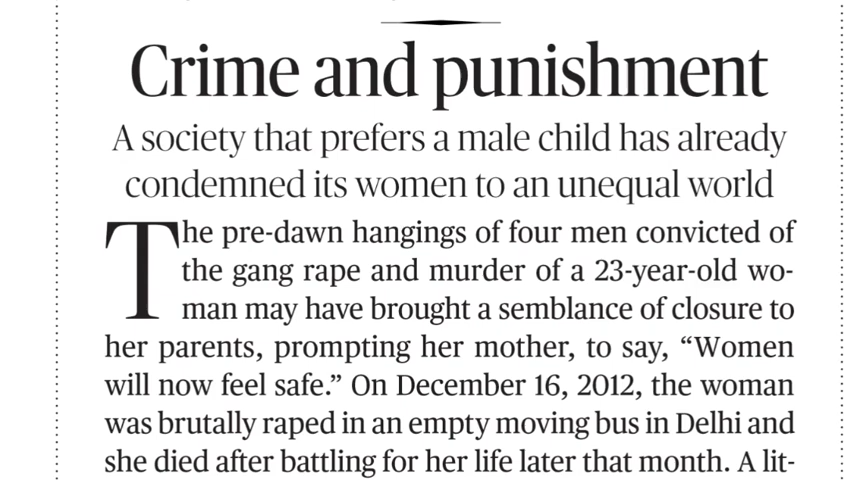 Crime and punishment
A society that prefers a male child has already
condemned its women to an unequal world
The pre-dawn hangings of four men convicted of
the gang rape and murder of a 23-year-old wo-
man may have brought a semblance of closure to
her parents, prompting her mother, to say, “Women
will now feel safe.” On December 16, 2012, the woman
was brutally raped in an empty moving bus in Delhi and
she died after battling for her life later that month. A lit-